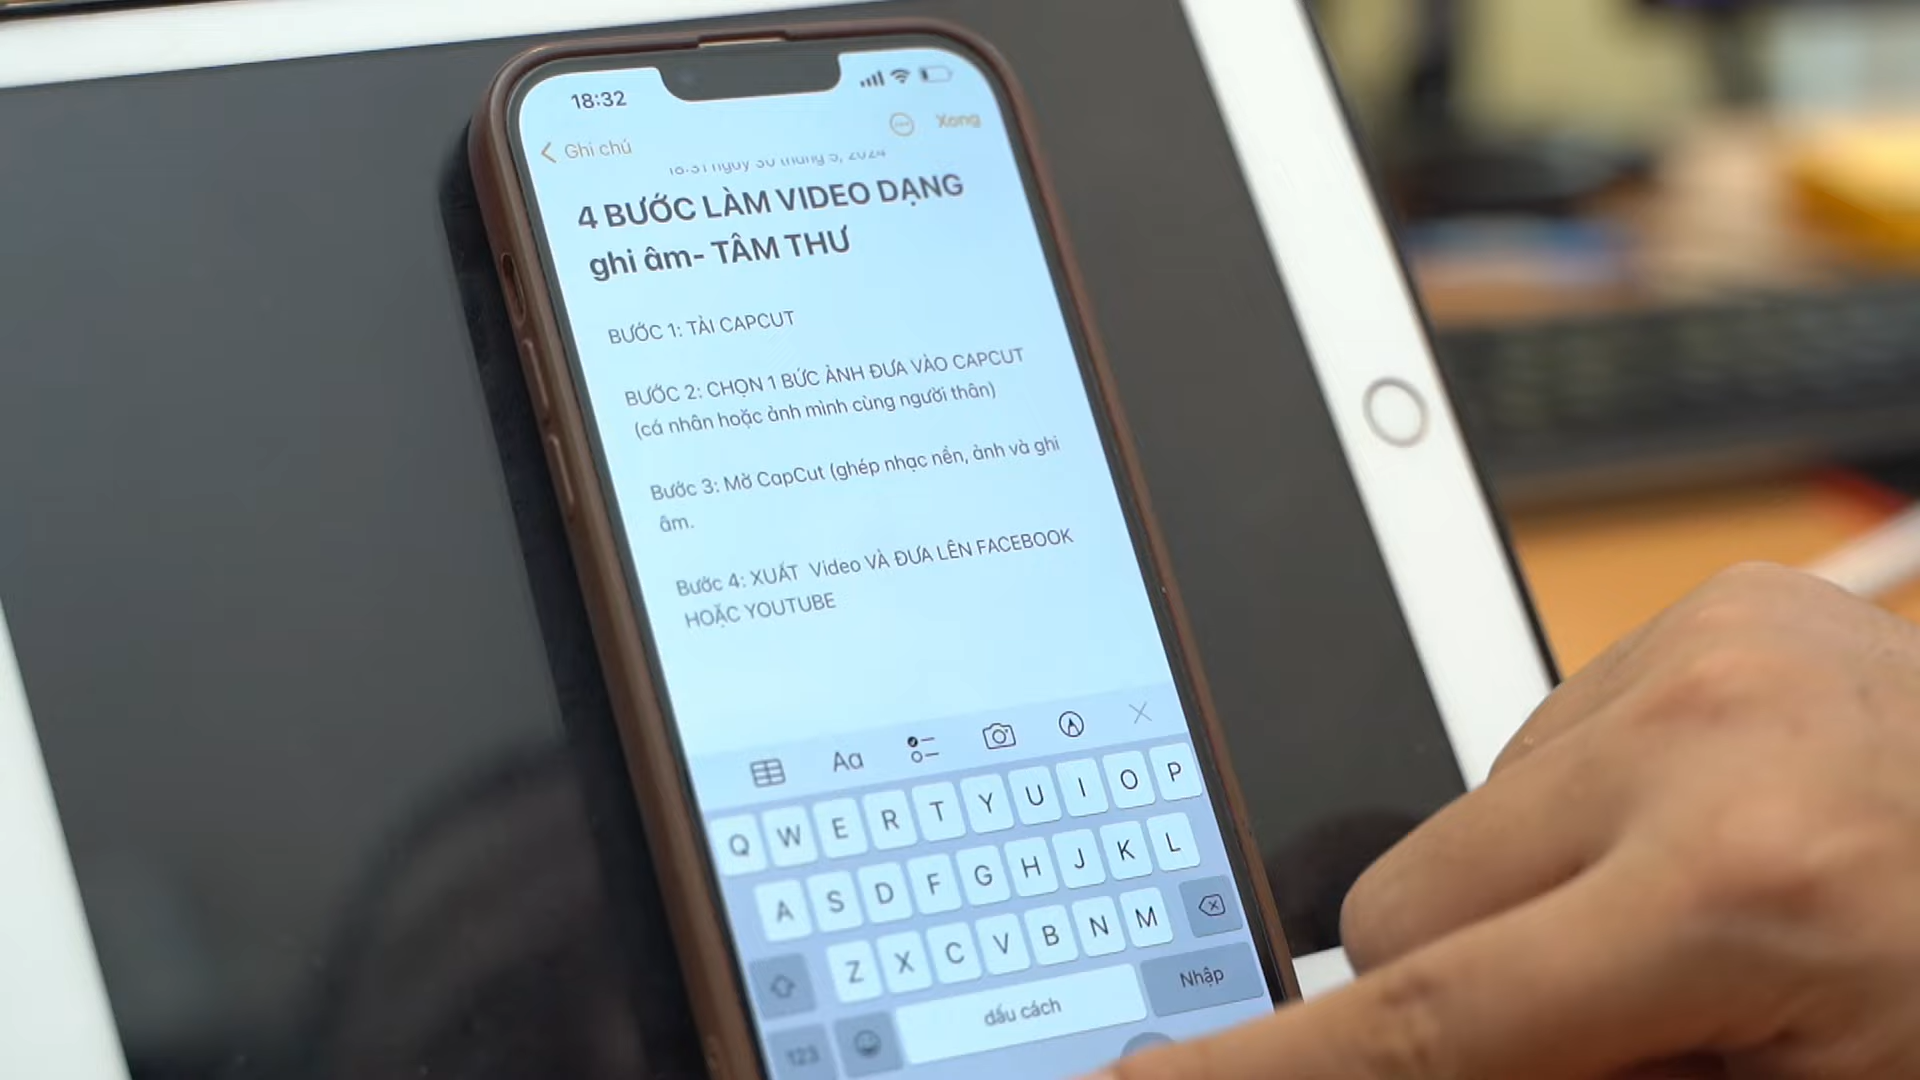 18:32
Ghi chú
Xong
4 BƯỚC LÀM VIDEO DẠNG
ghi âm- TÂM THƯ
BƯỚC 1: TẢI CAPCUT
BƯỚC 2: CHỌN 1 BỨC ẢNH ĐƯA VÀO CAPCUT
(cá nhân hoặc ảnh mình cùng người thân)
Bước 3: Mở CapCut (ghép nhạc nền, ảnh và ghi
âm.
Bước 4: XUẤT Video VÀ ĐƯA LÊN FACEBOOK
HOẶC YOUTUBE
Aa
Q W E R T Y U I O P
A S D F G H J K L
Z X C V B N M
123 dấu cách Nhập